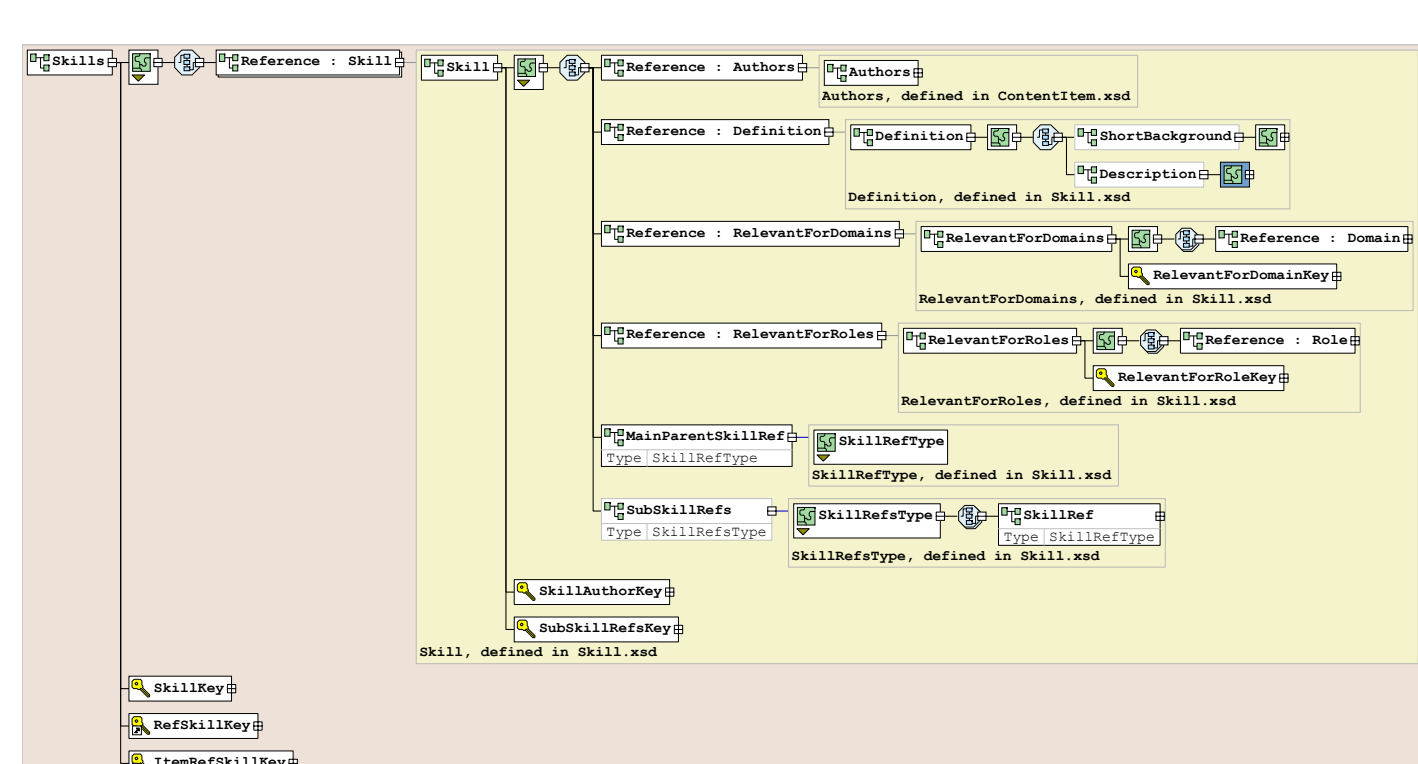 Skills
Reference : Skill
Skill
Reference : Authors
Authors
Authors, defined in ContentItem.xsd
Reference : Definition
Definition
ShortBackground
Description
Definition, defined in Skill.xsd
Reference : RelevantForDomains
RelevantForDomains
Reference : Domain
RelevantForDomainKey
RelevantForDomains, defined in Skill.xsd
Reference : RelevantForRoles
RelevantForRoles
Reference : Role
RelevantForRoleKey
RelevantForRoles, defined in Skill.xsd
MainParentSkillRef
Type SkillRefType
SkillRefType
SkillRefType, defined in Skill.xsd
SubSkillRefs
Type SkillRefsType
SkillRefsType
SkillRef
Type SkillRefType
SkillRefsType, defined in Skill.xsd
SkillAuthorKey
SubSkillRefsKey
Skill, defined in Skill.xsd
SkillKey
RefSkillKey
ItemRefSkillKey